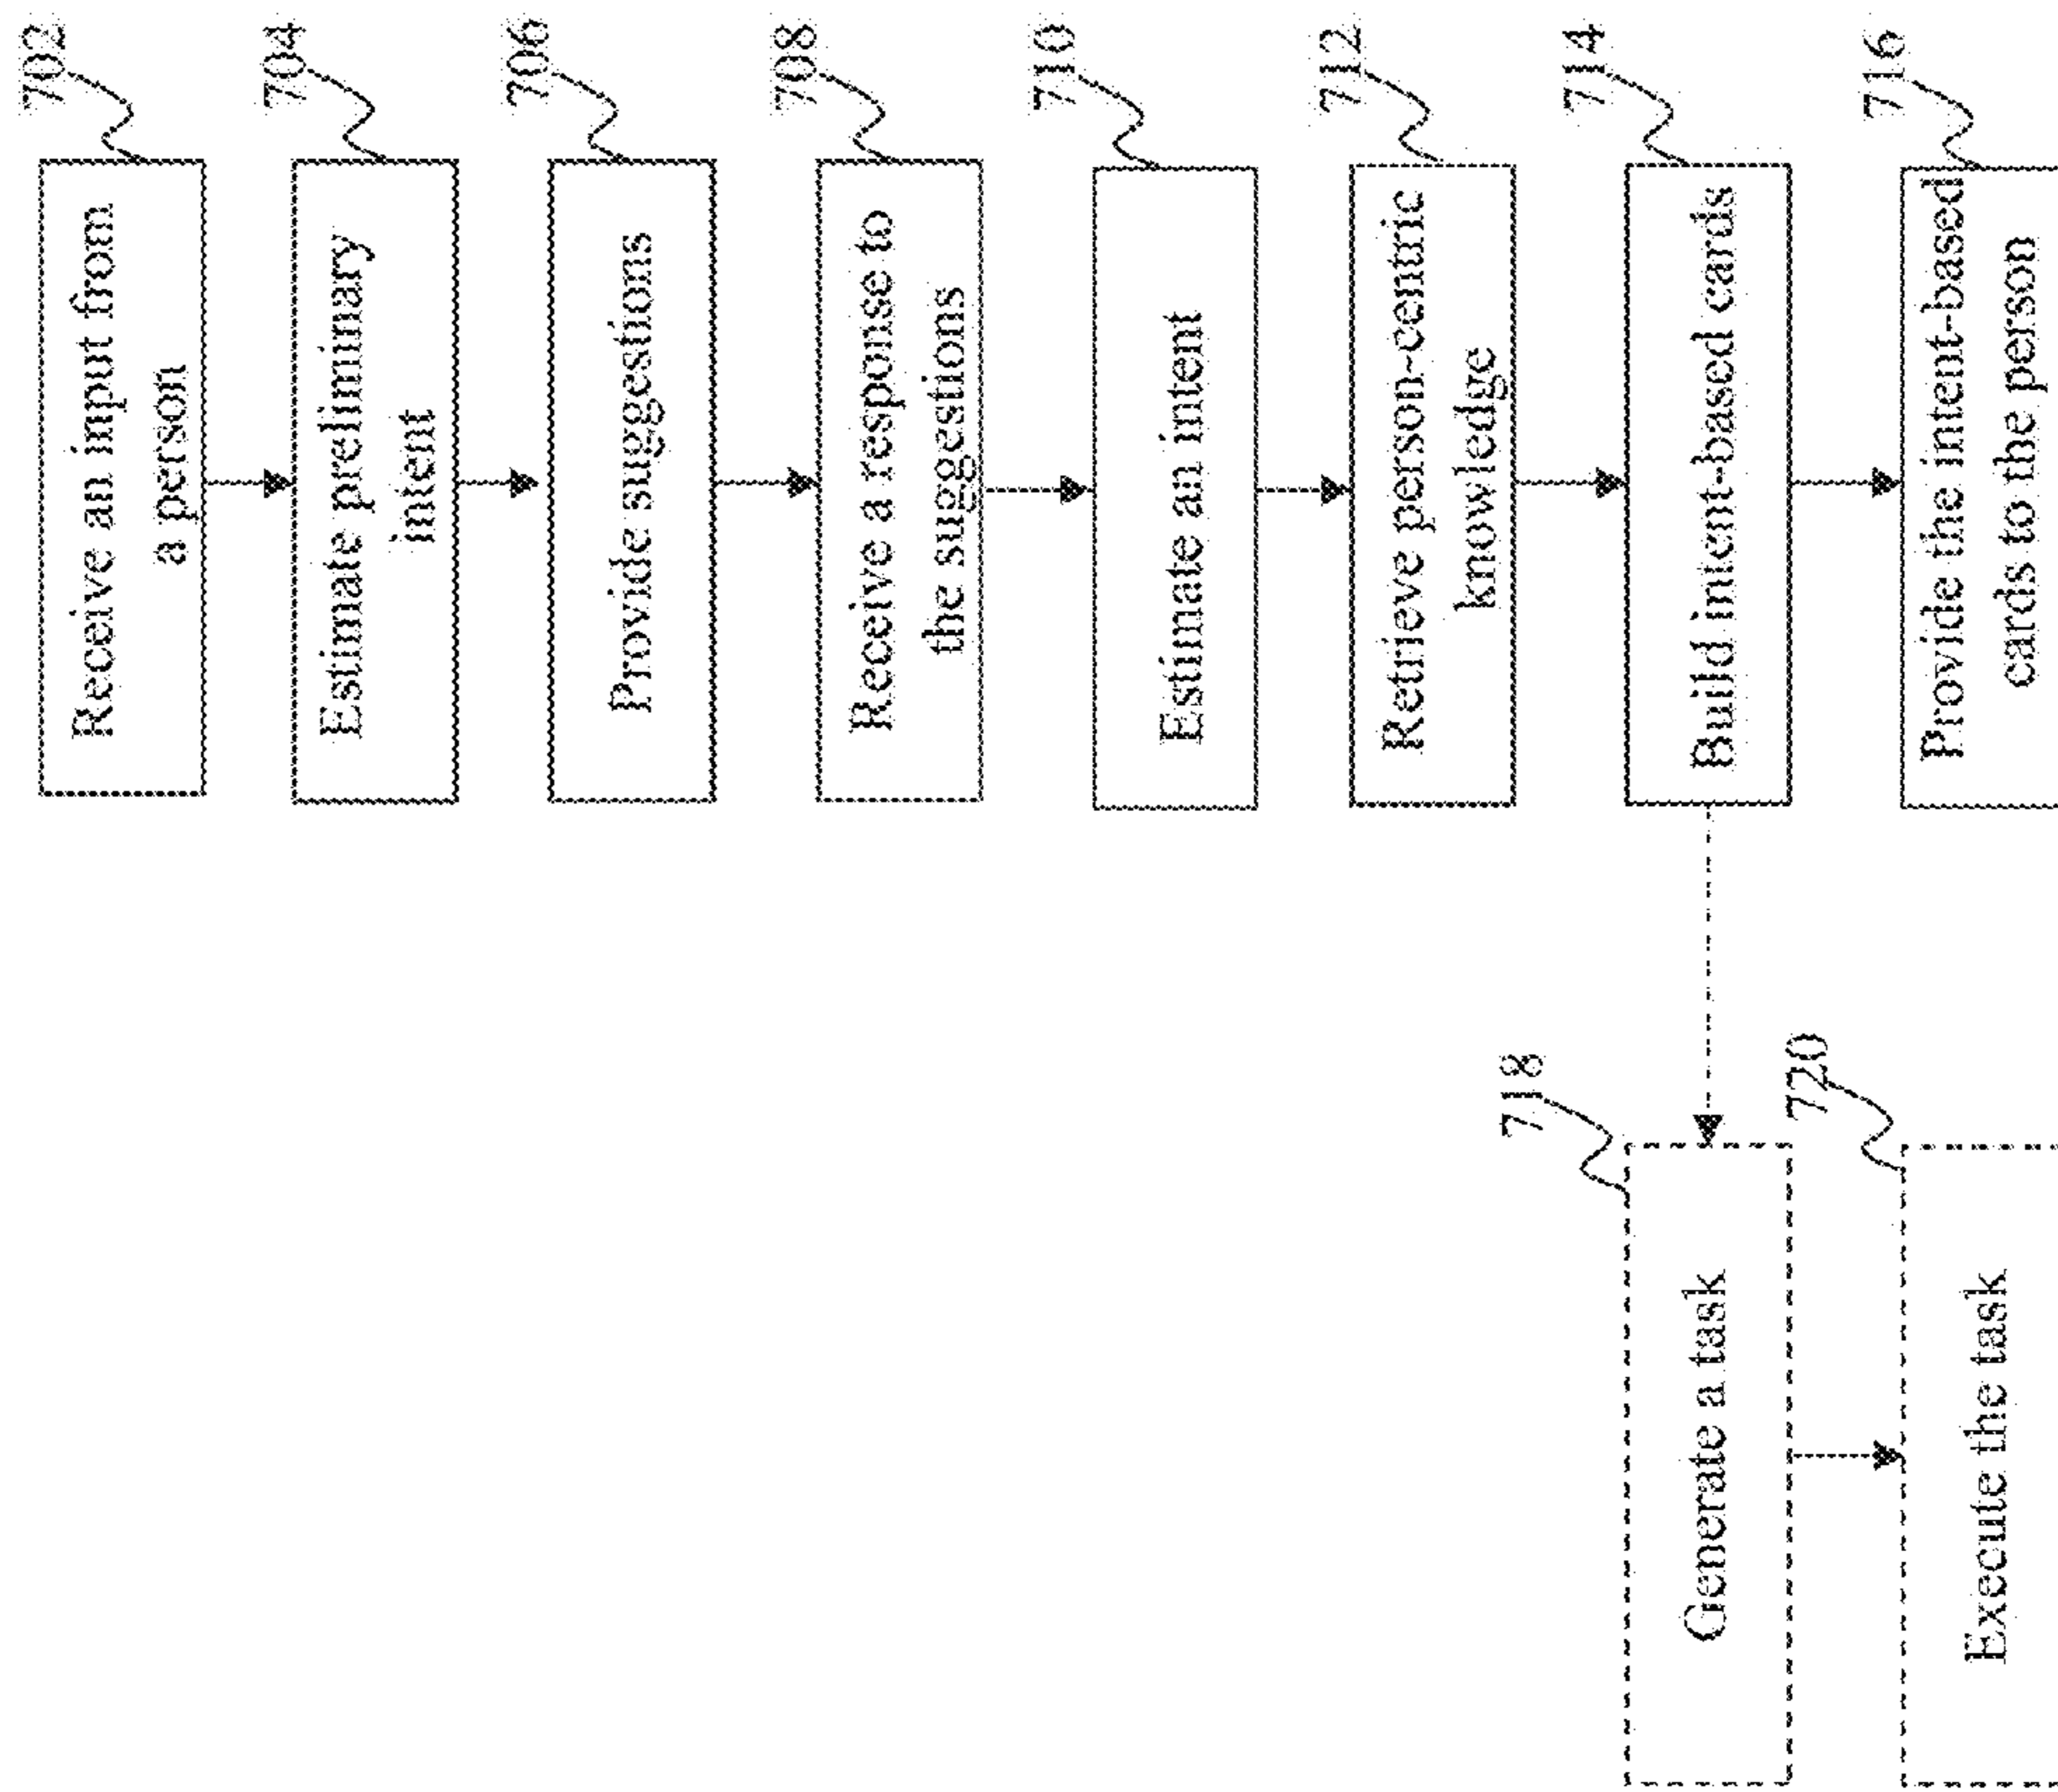 702
Receive an input from
a person
704
Estimate preliminary
intent
706
Provide suggestions
708
Receive a response to
the suggestions
710
Estimate an intent
712
Retrieve person-centric
knowledge
714
Build intent-based cards
716
Provide the intent-based
cards to the person
718
Generate a task
720
Execute the task